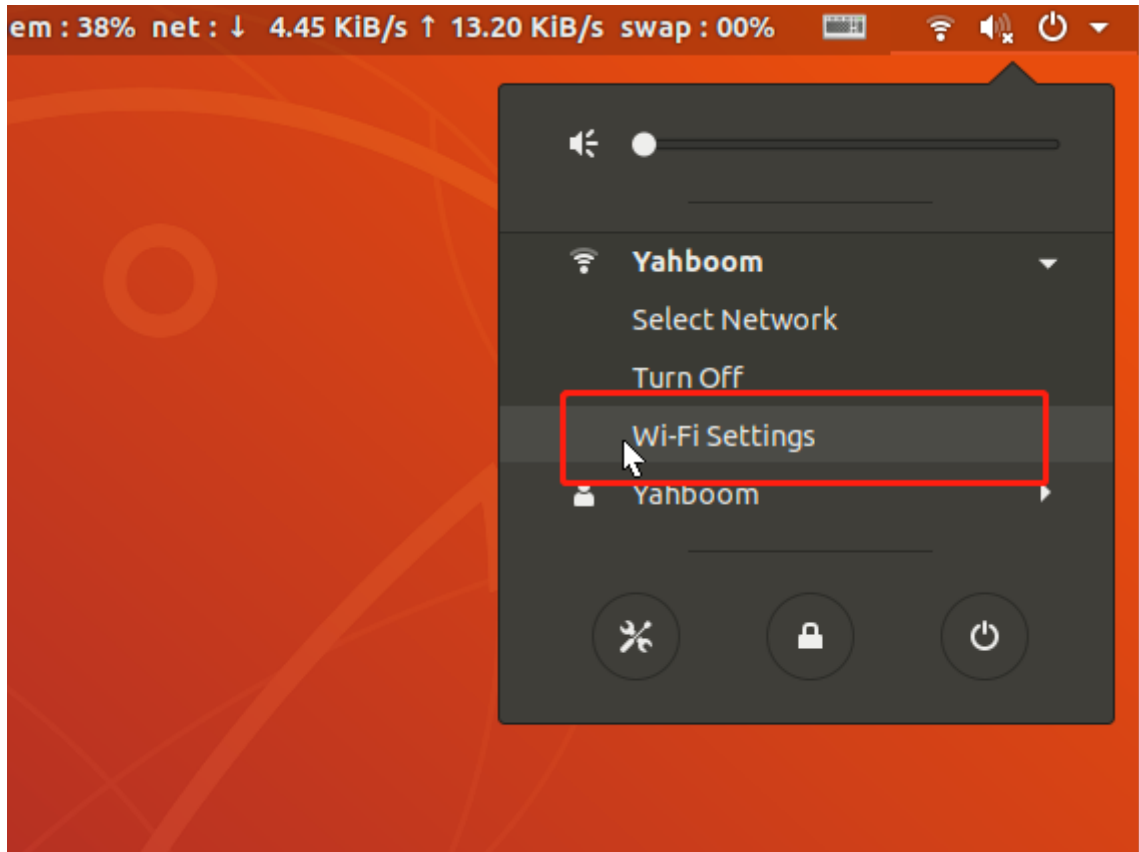 em : 38% net : ↓ 4.45 KiB/s ↑ 13.20 KiB/s swap : 00%
Yahboom
Select Network
Turn Off
Wi-Fi Settings
Yahboom